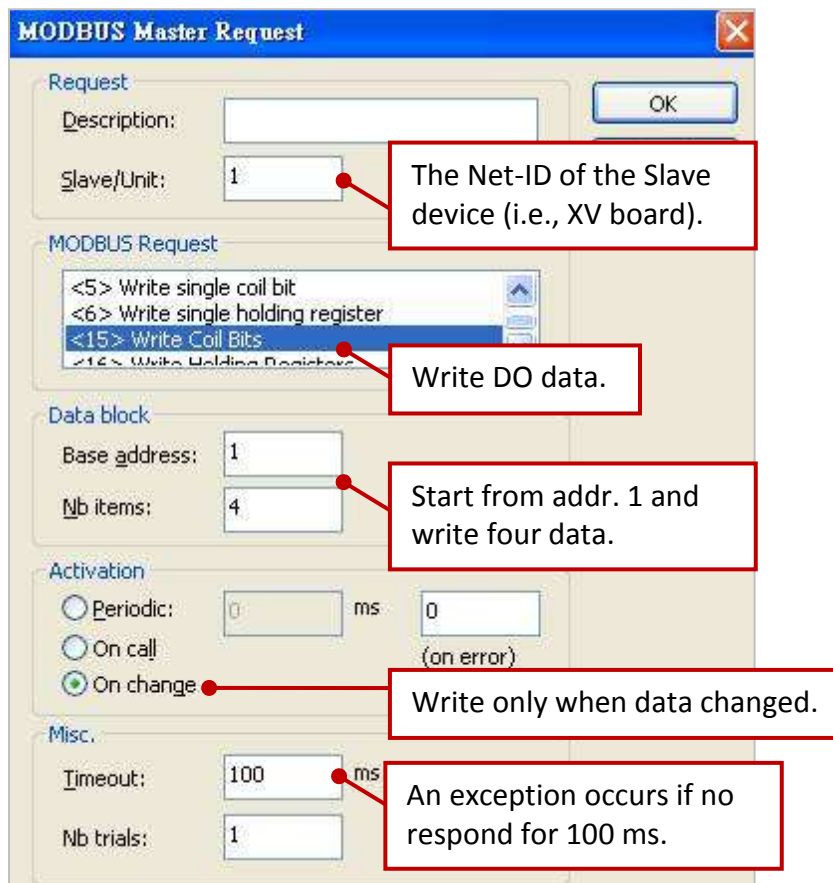 MODBUS Master Request
Request
Description:
OK
Slave/Unit: 1
The Net-ID of the Slave
device (i.e., XV board).
MODBUS Request
<5> Write single coil bit
<6> Write single holding register
<15> Write Coil Bits
<16> Write Holding Registers
Write DO data.
Data block
Base address: 1
Nb items: 4
Start from addr. 1 and
write four data.
Activation
Periodic: 0 ms 0
On call (on error)
On change
Write only when data changed.
Misc.
Timeout: 100 ms
An exception occurs if no
respond for 100 ms.
Nb trials: 1